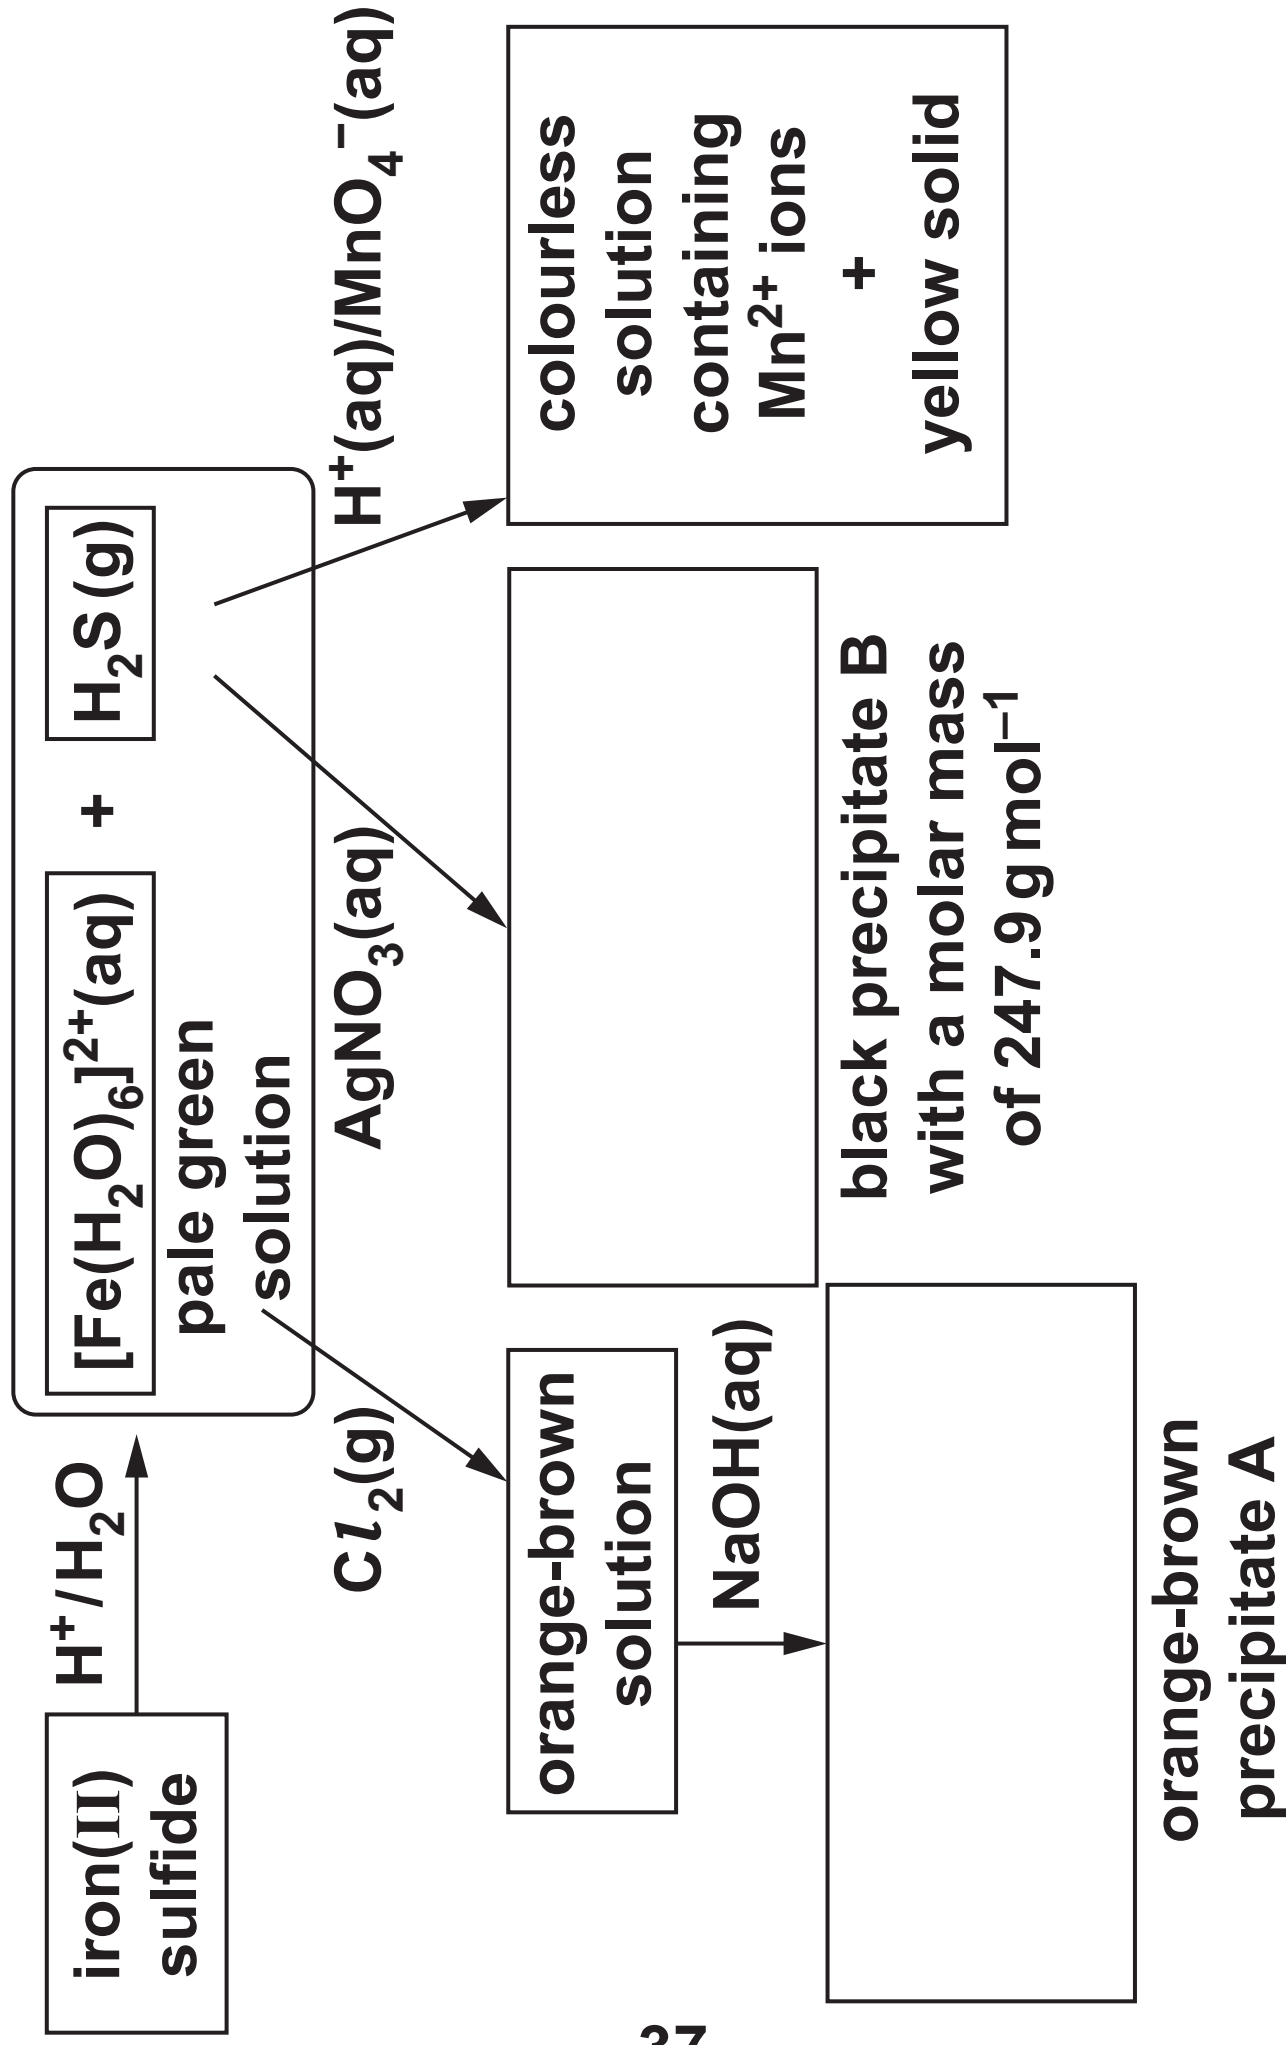 iron(II)
sulfide
H⁺/H₂O
[Fe(H₂O)₆]²⁺(aq)
pale green
solution
+
H₂S(g)
Cl₂(g)
AgNO₃(aq)
H⁺(aq)/MnO₄⁻(aq)
orange-brown
solution
NaOH(aq)
orange-brown
precipitate A
black precipitate B
with a molar mass
of 247.9 g mol⁻¹
colourless
solution
containing
Mn²⁺ ions
+
yellow solid
37